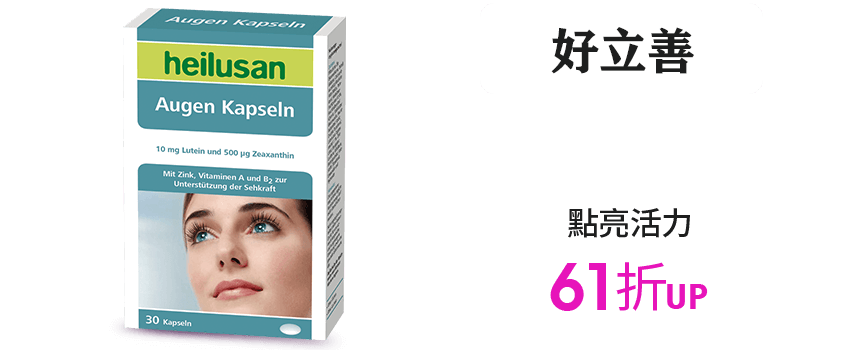 Augen Kapseln
heilusan
Augen Kapseln
10 mg Lutein und 500 µg Zeaxanthin
Mit Zink, Vitaminen A und B₂ zur
Unterstützung der Sehkraft
30 Kapseln
好立善
點亮活力
61折UP